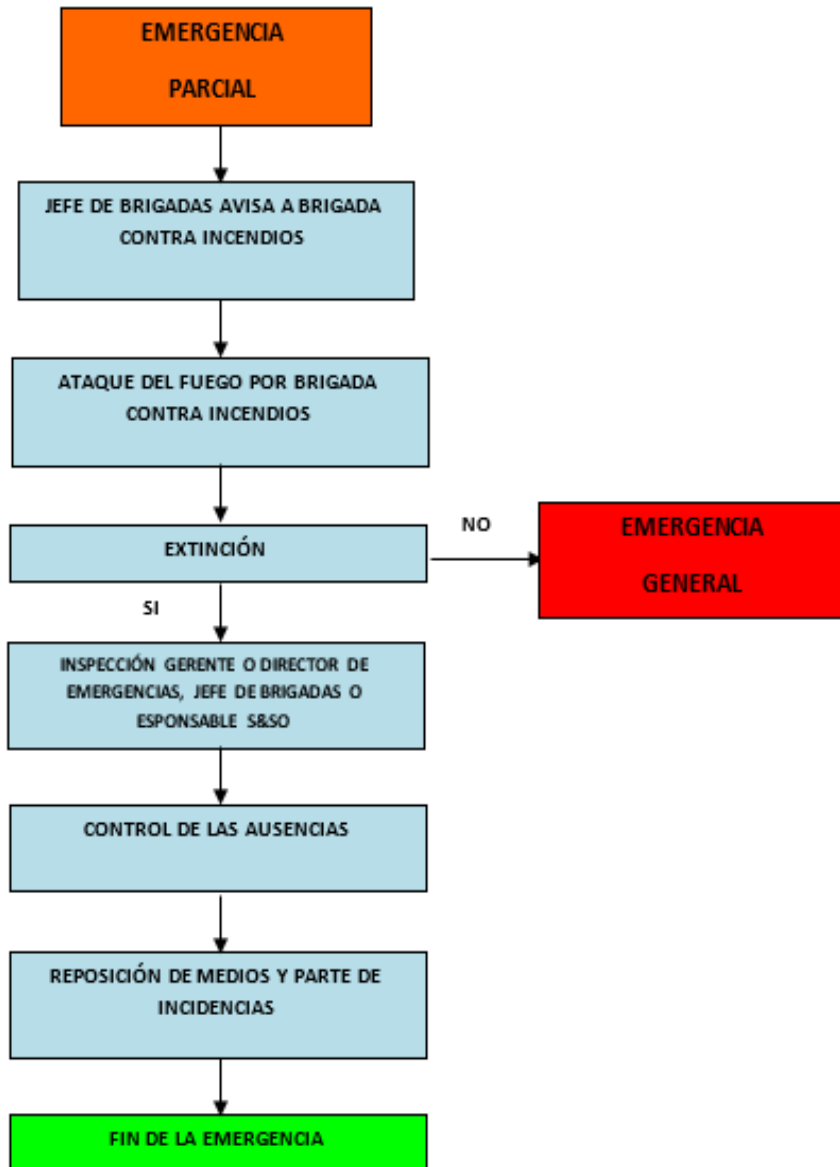 EMERGENCIA
PARCIAL
JEFE DE BRIGADAS AVISA A BRIGADA
CONTRA INCENDIOS
ATAQUE DEL FUEGO POR BRIGADA
CONTRA INCENDIOS
EXTINCIÓN
NO
EMERGENCIA
GENERAL
SI
INSPECCIÓN GERENTE O DIRECTOR DE
EMERGENCIAS, JEFE DE BRIGADAS O
ESPONSABLE S&SO
CONTROL DE LAS AUSENCIAS
REPOSICIÓN DE MEDIOS Y PARTE DE
INCIDENCIAS
FIN DE LA EMERGENCIA